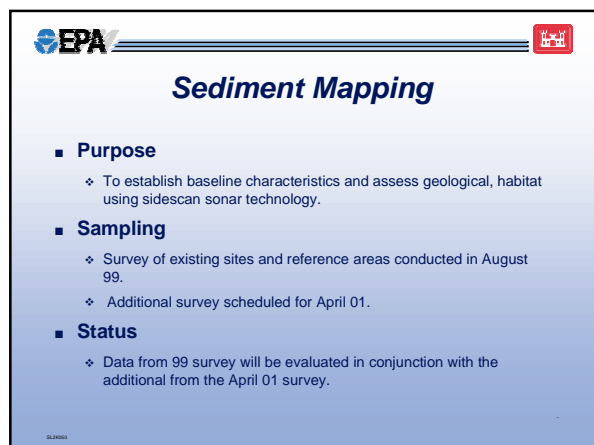 EPA
Sediment Mapping
■ Purpose
❖ To establish baseline characteristics and assess geological, habitat
using sidescan sonar technology.
■ Sampling
❖ Survey of existing sites and reference areas conducted in August
99.
❖ Additional survey scheduled for April 01.
■ Status
❖ Data from 99 survey will be evaluated in conjunction with the
additional from the April 01 survey.